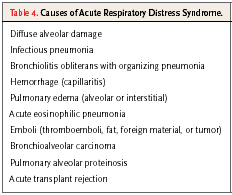 Table 4. Causes of Acute Respiratory Distress Syndrome.
Diffuse alveolar damage
Infectious pneumonia
Bronchiolitis obliterans with organizing pneumonia
Hemorrhage (capillaritis)
Pulmonary edema (alveolar or interstitial)
Acute eosinophilic pneumonia
Emboli (thromboemboli, fat, foreign material, or tumor)
Bronchioalveolar carcinoma
Pulmonary alveolar proteinosis
Acute transplant rejection